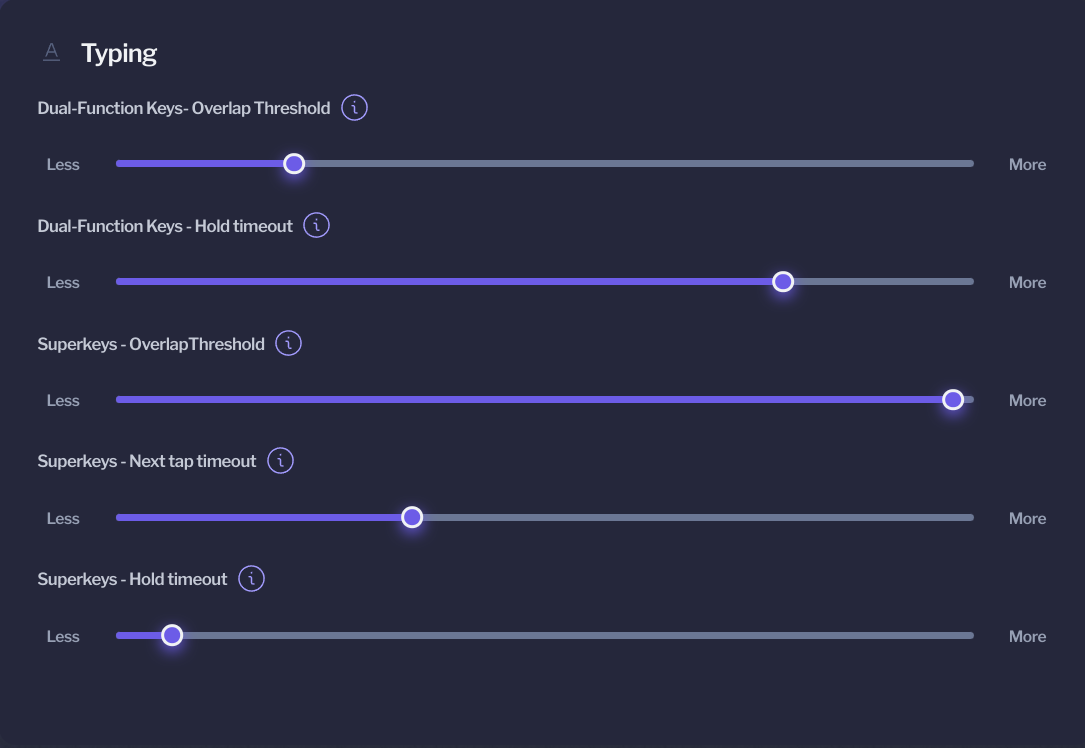 A Typing
Dual-Function Keys- Overlap Threshold i
Less More
Dual-Function Keys - Hold timeout i
Less More
Superkeys - OverlapThreshold i
Less More
Superkeys - Next tap timeout i
Less More
Superkeys - Hold timeout i
Less More